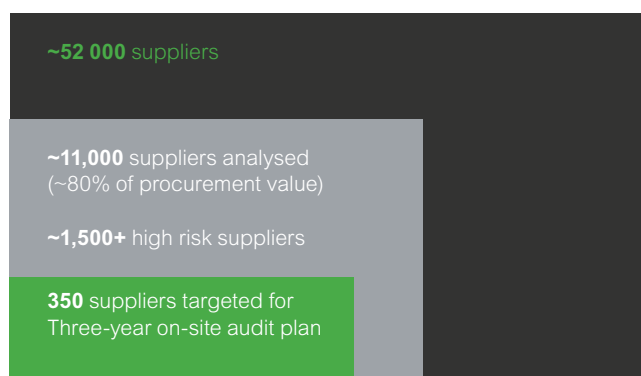 ~52 000 suppliers
~11,000 suppliers analysed
(~80% of procurement value)
~1,500+ high risk suppliers
350 suppliers targeted for
Three-year on-site audit plan